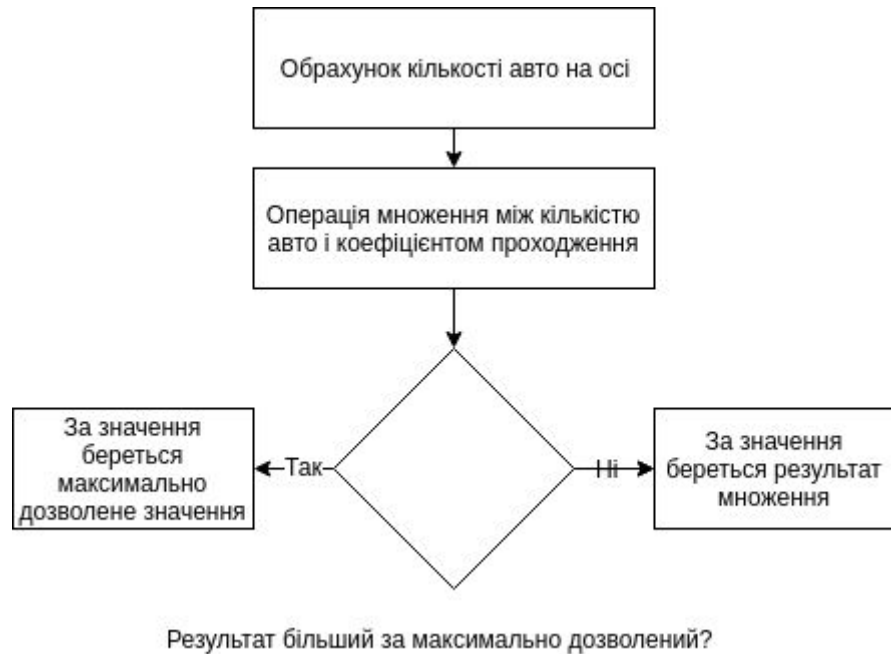 Обрахунок кількості авто на осі
Операція множення між кількістю
авто і коефіцієнтом проходження
За значення
береться
максимально
дозволене значення
Так
Ні
За значення
береться результат
множення
Результат більший за максимально дозволений?